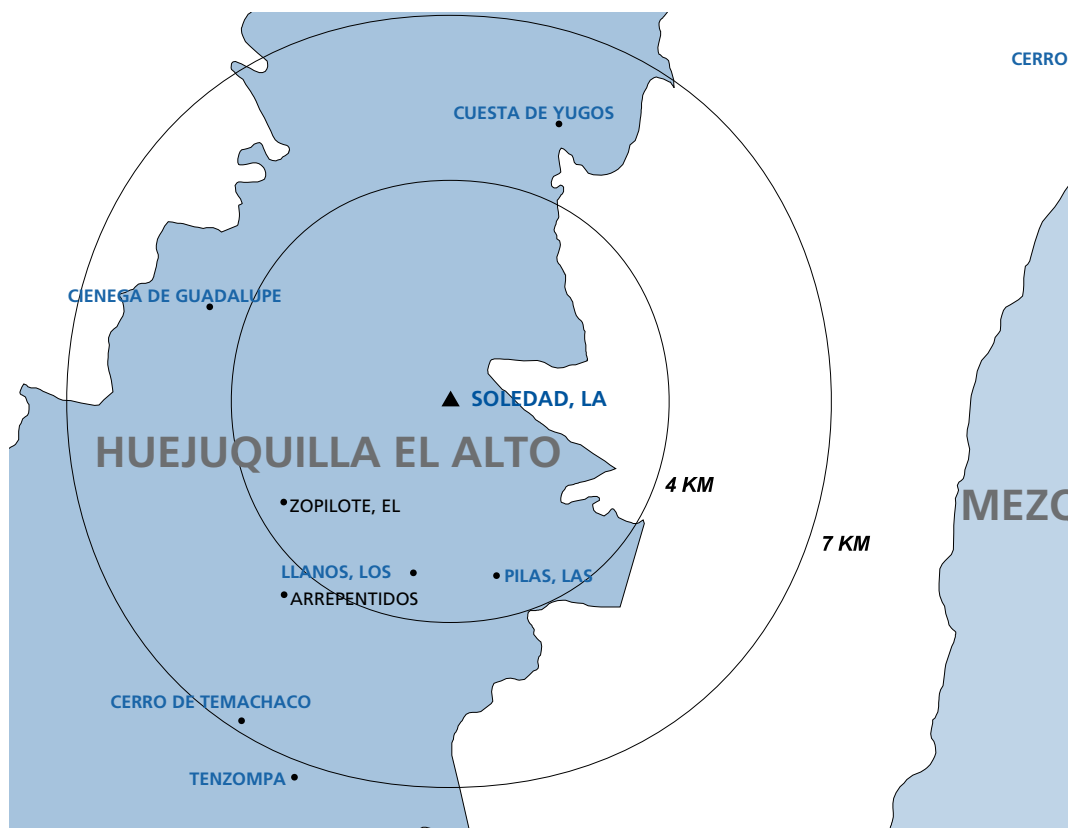 CERRO
CUESTA DE YUGOS
CIENEGA DE GUADALUPE
SOLEDAD, LA
HUEJUQUILLA EL ALTO
4 KM
ZOPILOTE, EL
MEZQ
7 KM
LLANOS, LOS
PILAS, LAS
ARREPENTIDOS
CERRO DE TEMACHACO
TENZOMPA